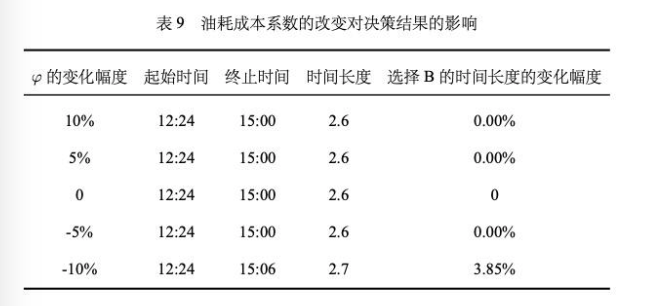 表 9 油耗成本系数的改变对决策结果的影响
φ 的变化幅度 起始时间 终止时间 时间长度 选择 B 的时间长度的变化幅度
10% 12:24 15:00 2.6 0.00%
5% 12:24 15:00 2.6 0.00%
0 12:24 15:00 2.6 0
-5% 12:24 15:00 2.6 0.00%
-10% 12:24 15:06 2.7 3.85%